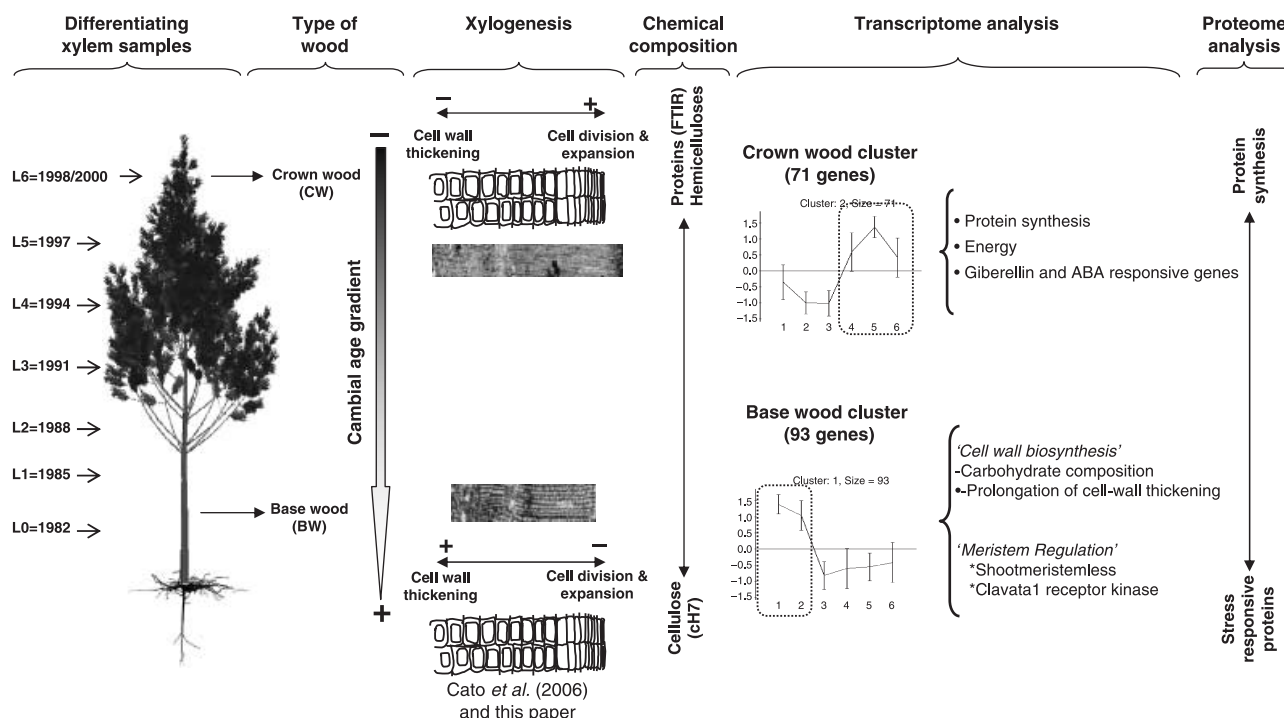 Differentiating
xylem samples
Type of
wood
Xylogenesis
Chemical
composition
Transcriptome analysis
Proteome
analysis
L6=1998/2000
L5=1997
L4=1994
L3=1991
L2=1988
L1=1985
L0=1982
Crown wood
(CW)
Base wood
(BW)
−
Cambial age gradient
+
− +
Cell wall
thickening
Cell division &
expansion
+ −
Cell wall
thickening
Cell division &
expansion
Cato et al. (2006)
and this paper
Proteins (FTIR)
Hemicelluloses
Cellulose
(cH7)
Crown wood cluster
(71 genes)
Cluster: 2, Size = 71
1.5
1.0
0.5
0.0
−0.5
−1.0
−1.5
1 2 3 4 5 6
• Protein synthesis
• Energy
• Giberellin and ABA responsive genes
Base wood cluster
(93 genes)
Cluster: 1, Size = 93
1.5
1.0
0.5
0.0
−0.5
−1.0
−1.5
1 2 3 4 5 6
‘Cell wall biosynthesis’
-Carbohydrate composition
•-Prolongation of cell-wall thickening
‘Meristem Regulation’
*Shootmeristemless
*Clavata1 receptor kinase
Protein
synthesis
Stress
responsive
proteins